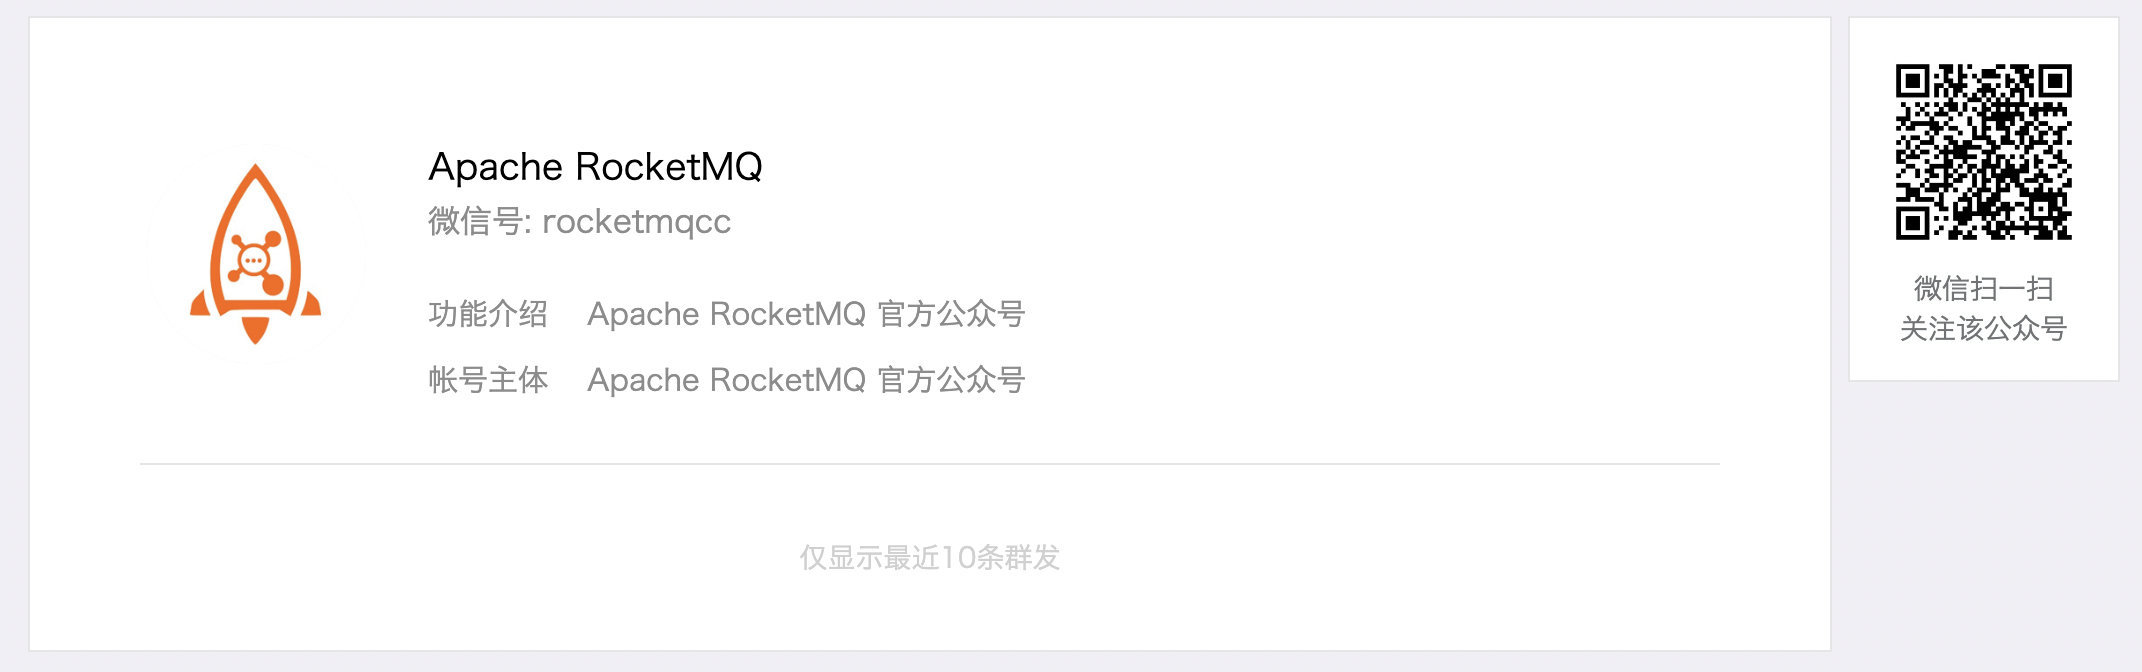 Apache RocketMQ
微信号: rocketmqcc
功能介绍 Apache RocketMQ 官方公众号
帐号主体 Apache RocketMQ 官方公众号
仅显示最近10条群发
微信扫一扫
关注该公众号